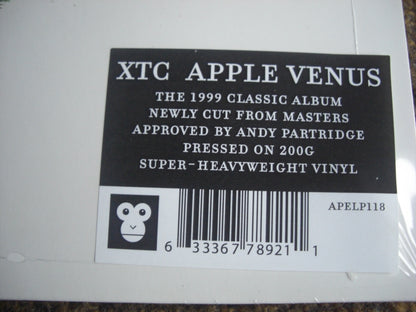 XTC APPLE VENUS
THE 1999 CLASSIC ALBUM
NEWLY CUT FROM MASTERS
APPROVED BY ANDY PARTRIDGE
PRESSED ON 200G
SUPER-HEAVYWEIGHT VINYL
APELP118
6 33367 78921 1